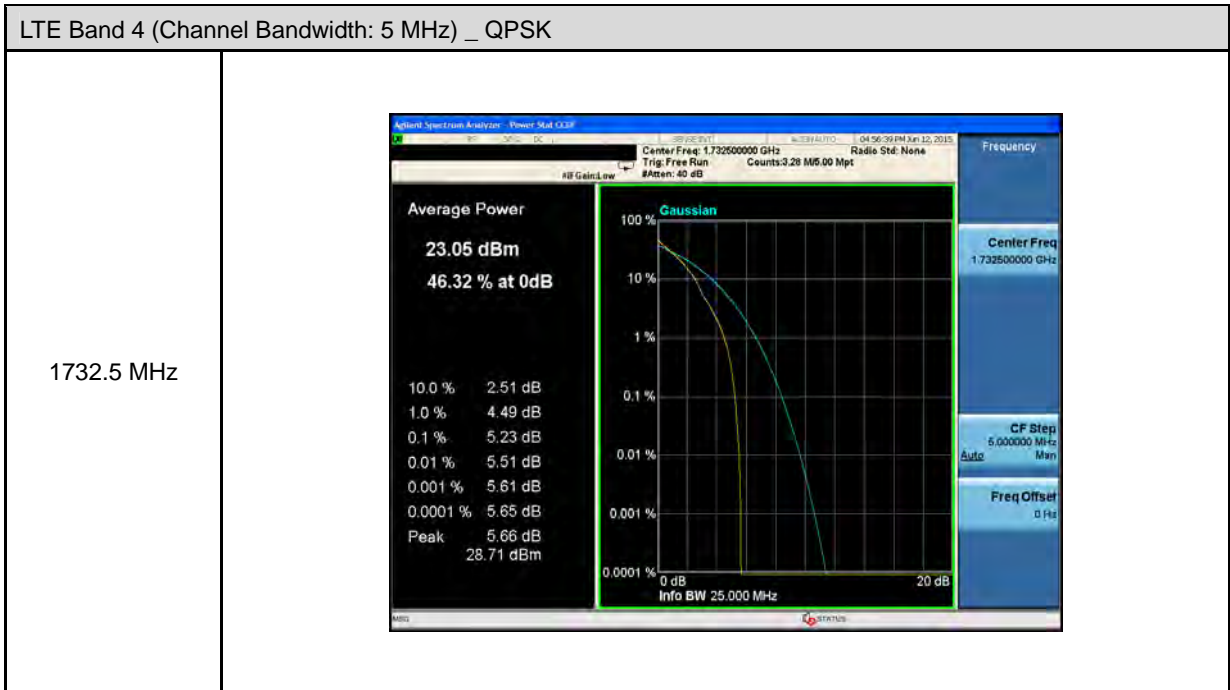 LTE Band 4 (Channel Bandwidth: 5 MHz) _ QPSK
1732.5 MHz
Agilent Spectrum Analyzer - Power Stat CCDF
SENSE:INT
ALIGN AUTO
04:56:39 PM Jun 12, 2015
Center Freq: 1.732500000 GHz
Radio Std: None
Trig: Free Run
Counts:3.28 M/5.00 Mpt
#IFGain:Low
#Atten: 40 dB
Frequency
Average Power
23.05 dBm
46.32 % at 0dB
10.0 % 2.51 dB
1.0 % 4.49 dB
0.1 % 5.23 dB
0.01 % 5.51 dB
0.001 % 5.61 dB
0.0001 % 5.65 dB
Peak 5.66 dB
28.71 dBm
Gaussian
100 %
10 %
1 %
0.1 %
0.01 %
0.001 %
0.0001 %
0 dB
20 dB
Info BW 25.000 MHz
Center Freq
1.732500000 GHz
CF Step
5.000000 MHz
Auto Man
Freq Offset
0 Hz
MSG
STATUS